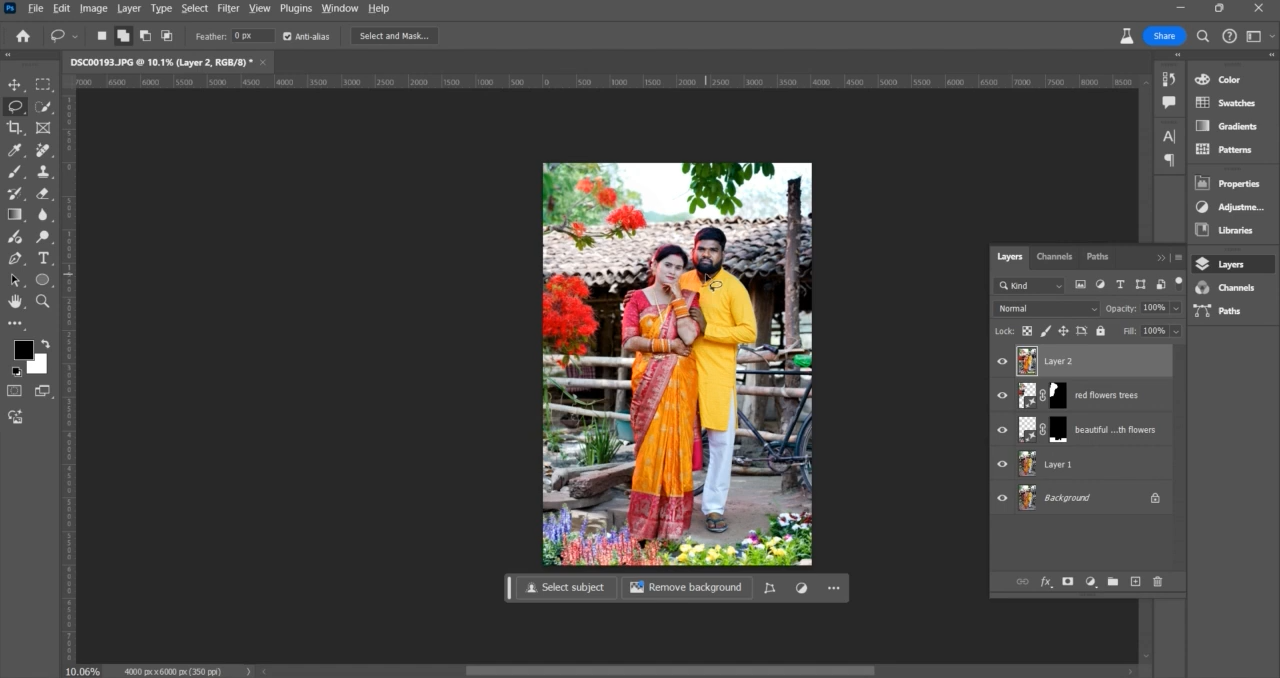 Ps File Edit Image Layer Type Select Filter View Plugins Window Help
Feather: 0 px Anti-alias Select and Mask... Share
DSC00193.JPG @ 10.1% (Layer 2, RGB/8) * ×
7000 6500 6000 5500 5000 4500 4000 3500 3000 2500 2000 1500 1000 500 0 500 1000 1500 2000 2500 3000 3500 4000 4500 5000 5500 6000 6500 7000 7500 8000 8500
Color
Swatches
Gradients
Patterns
Properties
Adjustme...
Libraries
Layers
Channels
Paths
Layers Channels Paths
Kind
Normal Opacity: 100%
Lock: Fill: 100%
Layer 2
red flowers trees
beautiful ...th flowers
Layer 1
Background
Select subject Remove background
10.06% 4000 px x 6000 px (350 ppi)